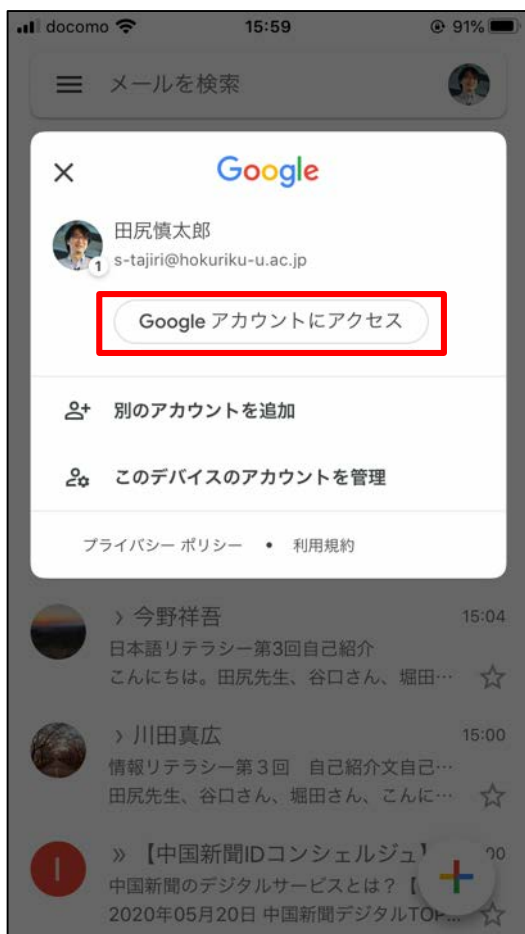 docomo 15:59 91%
メールを検索
Google
田尻慎太郎
1 s-tajiri@hokuriku-u.ac.jp
Google アカウントにアクセス
別のアカウントを追加
このデバイスのアカウントを管理
プライバシー ポリシー • 利用規約
› 今野祥吾 15:04
日本語リテラシー第3回自己紹介
こんにちは。田尻先生、谷口さん、堀田…
› 川田真広 15:00
情報リテラシー第3回 自己紹介文自己…
田尻先生、谷口さん、堀田さん、こんに…
I » 【中国新聞IDコンシェルジュ】 00
中国新聞のデジタルサービスとは?【
2020年05月20日 中国新聞デジタルTOP…